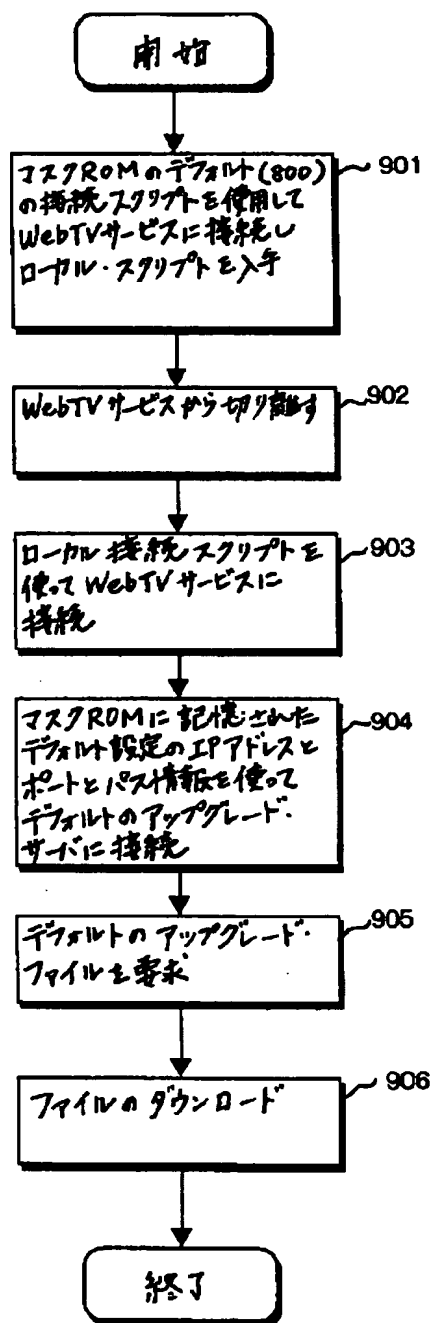 開始
マスクROMのデフォルト(800)
の接続スクリプトを使用して
WebTVサービスに接続し
ローカル・スクリプトを入手
901
WebTVサービスから切り離す
902
ローカル接続スクリプトを
使ってWebTVサービスに
接続
903
マスクROMに記憶された
デフォルト設定のIPアドレスと
ポートとパス情報を使って
デフォルトのアップグレード・
サーバに接続
904
デフォルトのアップグレード・
ファイルを要求
905
ファイルのダウンロード
906
終了